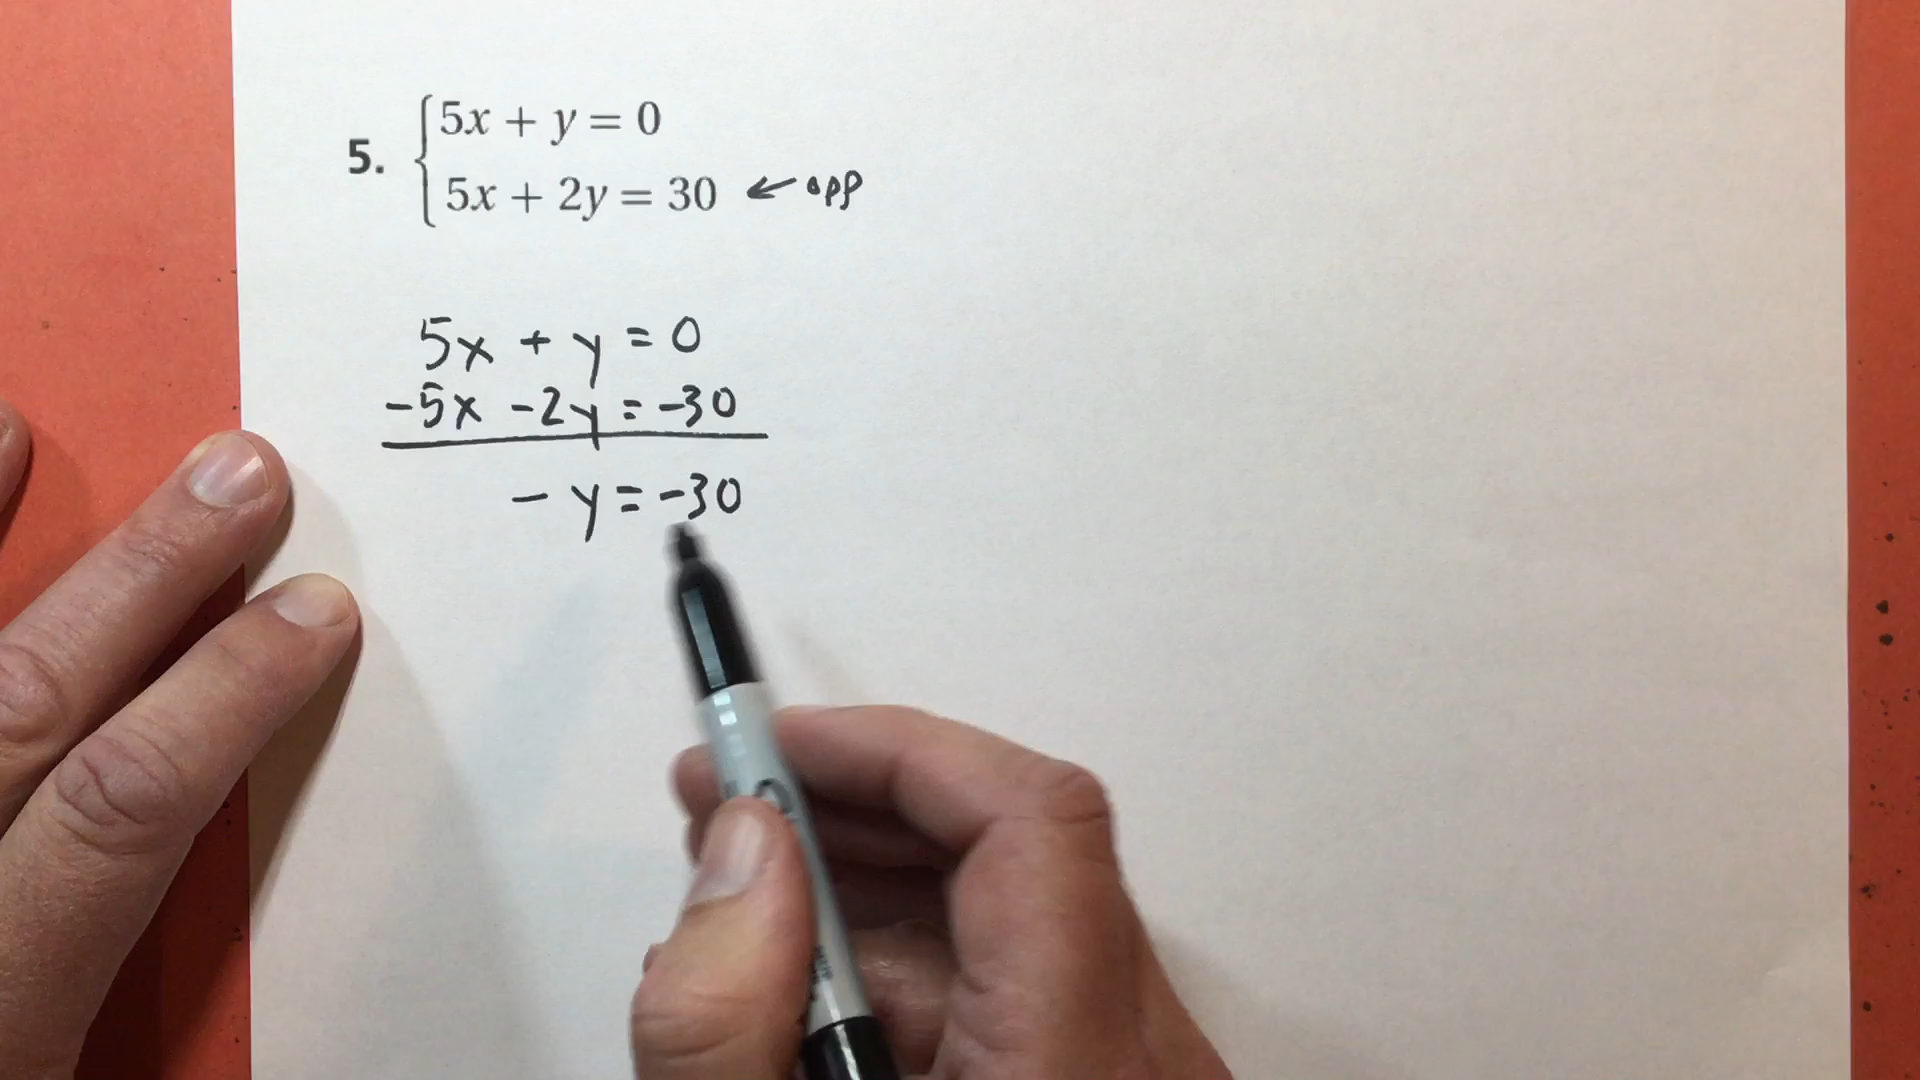 5. 5x + y = 0
5x + 2y = 30 ← opp
5x + y = 0
-5x -2y = -30
- y = -30